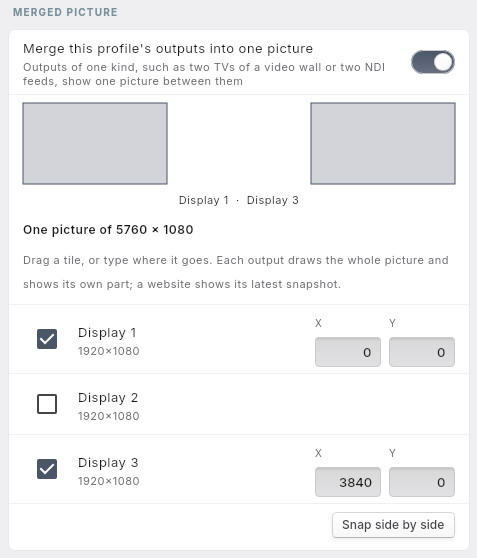 MERGED PICTURE
Merge this profile's outputs into one picture
Outputs of one kind, such as two TVs of a video wall or two NDI
feeds, show one picture between them
Display 1 · Display 3
One picture of 5760 × 1080
Drag a tile, or type where it goes. Each output draws the whole picture and
shows its own part; a website shows its latest snapshot.
X Y
Display 1
1920×1080
0 0
Display 2
1920×1080
X Y
Display 3
1920×1080
3840 0
Snap side by side